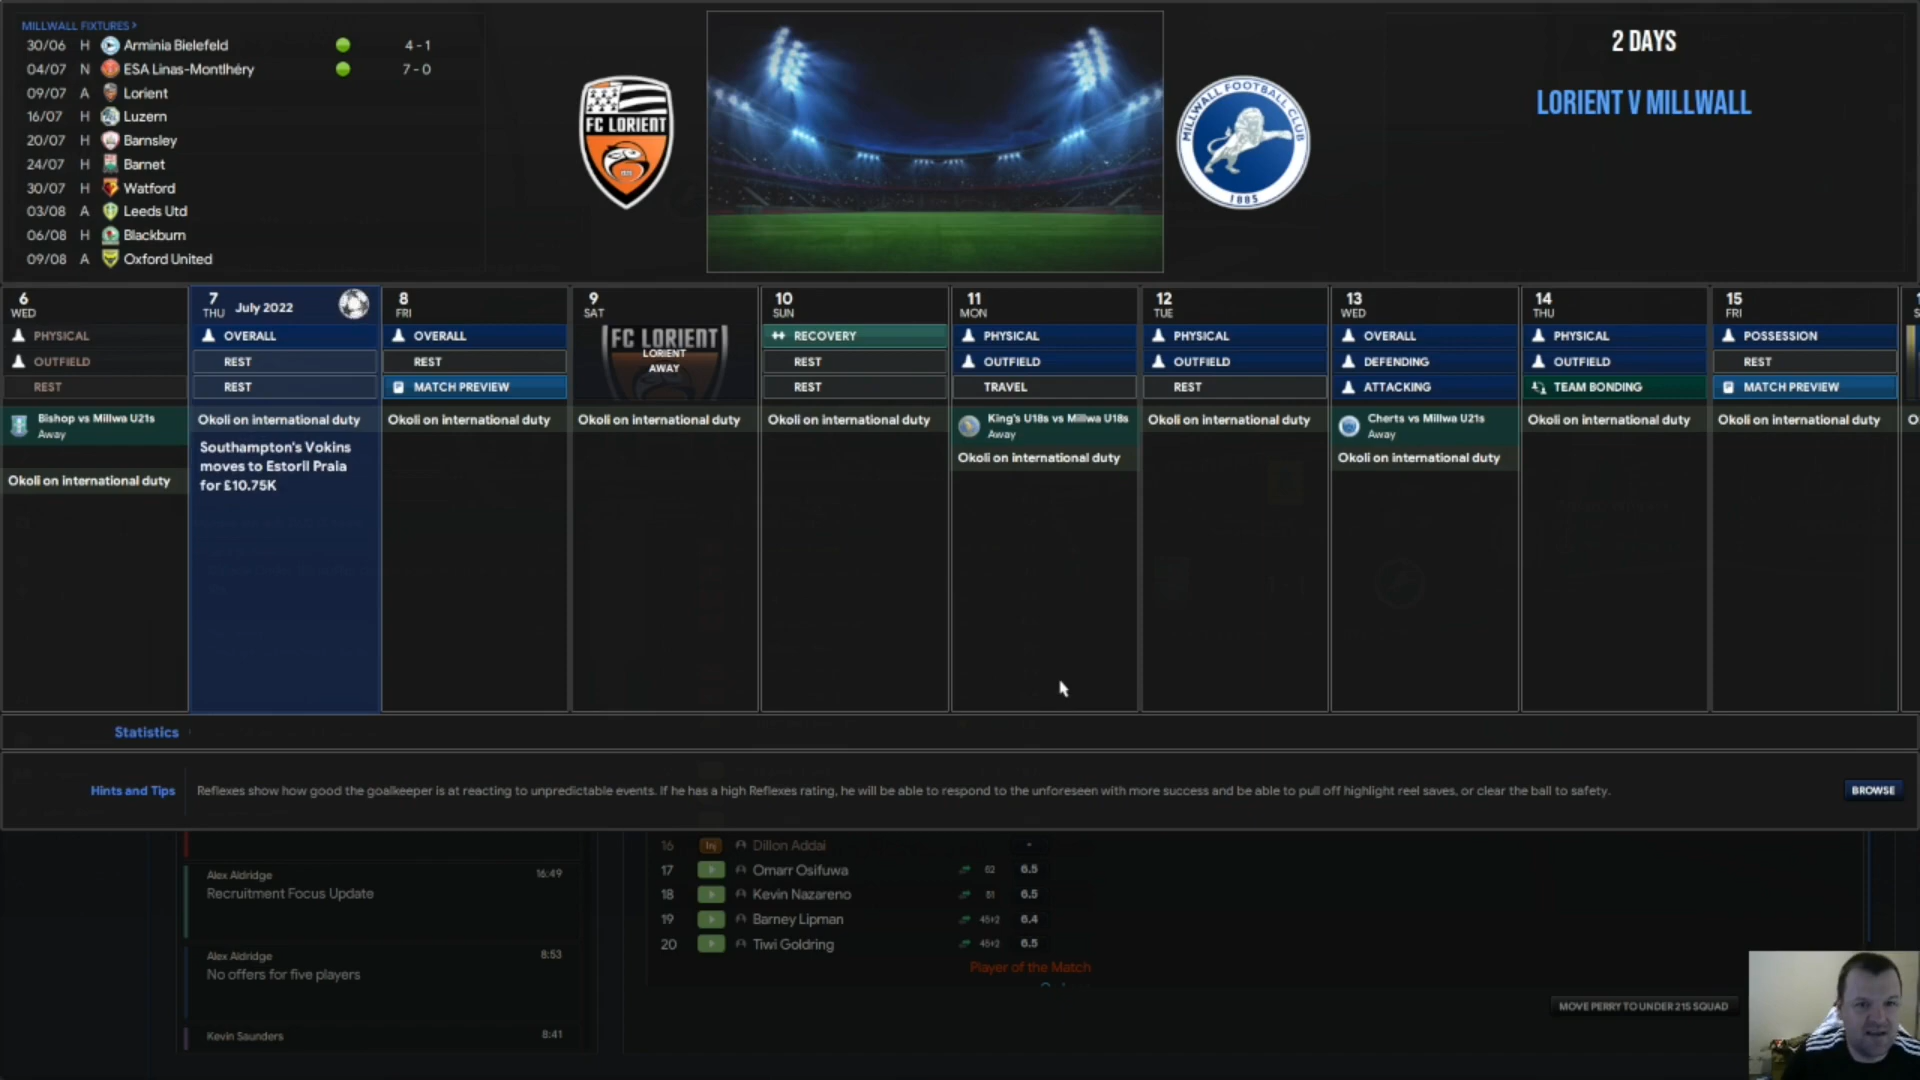 MILLWALL FIXTURES >
30/06 H Arminia Bielefeld 4 - 1
04/07 N ESA Linas-Montlhéry 7 - 0
09/07 A Lorient
16/07 H Luzern
20/07 H Barnsley
24/07 H Barnet
30/07 H Watford
03/08 A Leeds Utd
06/08 H Blackburn
09/08 A Oxford United
FC LORIENT
MILLWALL FOOTBALL CLUB
1885
2 DAYS
LORIENT V MILLWALL
6 WED
PHYSICAL
OUTFIELD
REST
Bishop vs Millwa U21s
Away
Okoli on international duty
7 THU July 2022
OVERALL
REST
REST
Okoli on international duty
Southampton's Vokins
moves to Estoril Praia
for £10.75K
8 FRI
OVERALL
REST
MATCH PREVIEW
Okoli on international duty
9 SAT
FC LORIENT
LORIENT
AWAY
Okoli on international duty
10 SUN
RECOVERY
REST
REST
Okoli on international duty
11 MON
PHYSICAL
OUTFIELD
TRAVEL
King's U18s vs Millwa U18s
Away
Okoli on international duty
12 TUE
PHYSICAL
OUTFIELD
REST
Okoli on international duty
13 WED
OVERALL
DEFENDING
ATTACKING
Cherts vs Millwa U21s
Away
Okoli on international duty
14 THU
PHYSICAL
OUTFIELD
TEAM BONDING
Okoli on international duty
15 FRI
POSSESSION
REST
MATCH PREVIEW
Okoli on international duty
Statistics
Hints and Tips
Reflexes show how good the goalkeeper is at reacting to unpredictable events. If he has a high Reflexes rating, he will be able to respond to the unforeseen with more success and be able to pull off highlight reel saves, or clear the ball to safety.
BROWSE
Alex Aldridge 16:49
Recruitment Focus Update
Alex Aldridge 8:53
No offers for five players
Kevin Saunders 8:41
16 Inj Dillon Addai -
17 Omarr Osifuwa 62 6.5
18 Kevin Nazareno 51 6.5
19 Barney Lipman 45+2 6.4
20 Tiwi Goldring 45+2 6.5
Player of the Match
MOVE PERRY TO UNDER 21S SQUAD